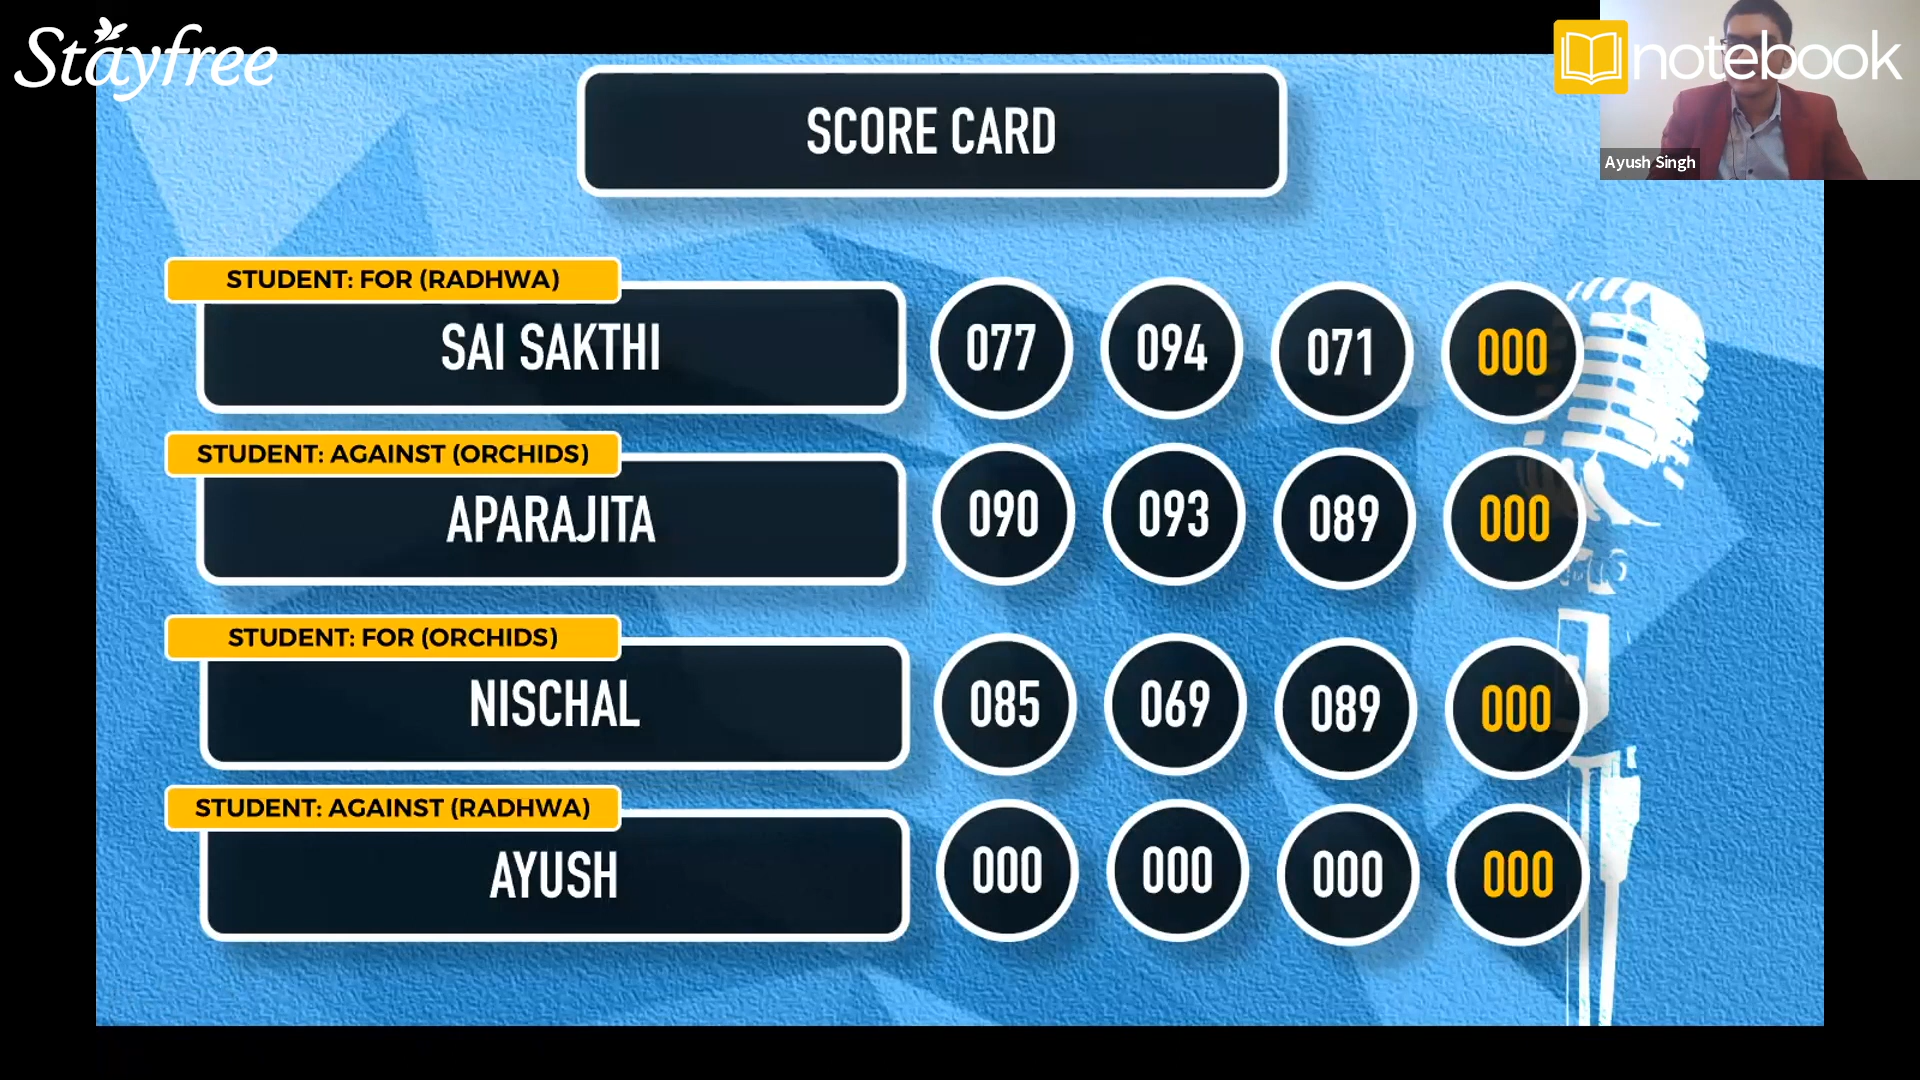 Stayfree
notebook
Ayush Singh
SCORE CARD
STUDENT: FOR (RADHWA)
SAI SAKTHI 077 094 071 000
STUDENT: AGAINST (ORCHIDS)
APARAJITA 090 093 089 000
STUDENT: FOR (ORCHIDS)
NISCHAL 085 069 089 000
STUDENT: AGAINST (RADHWA)
AYUSH 000 000 000 000